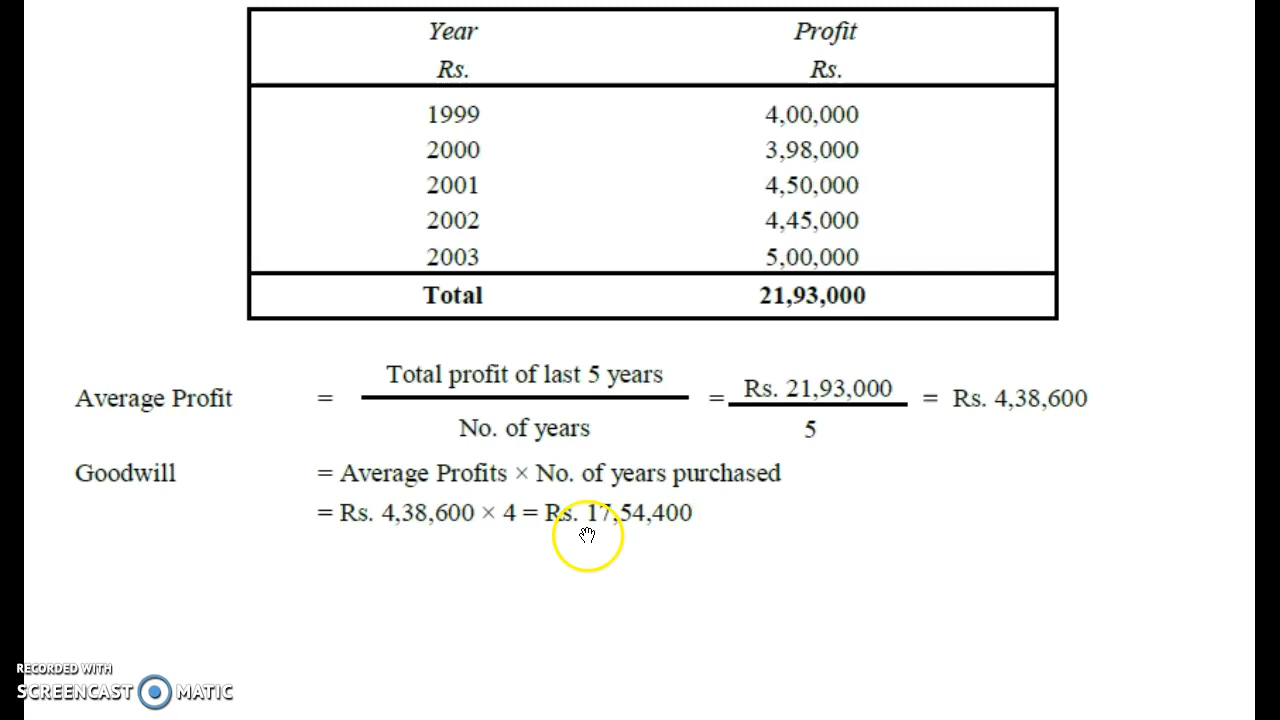 Year Profit
Rs. Rs.
1999 4,00,000
2000 3,98,000
2001 4,50,000
2002 4,45,000
2003 5,00,000
Total 21,93,000
Total profit of last 5 years Rs. 21,93,000
Average Profit = = = Rs. 4,38,600
No. of years 5
Goodwill = Average Profits × No. of years purchased
= Rs. 4,38,600 × 4 = Rs. 17,54,400
RECORDED WITH
SCREENCAST MATIC